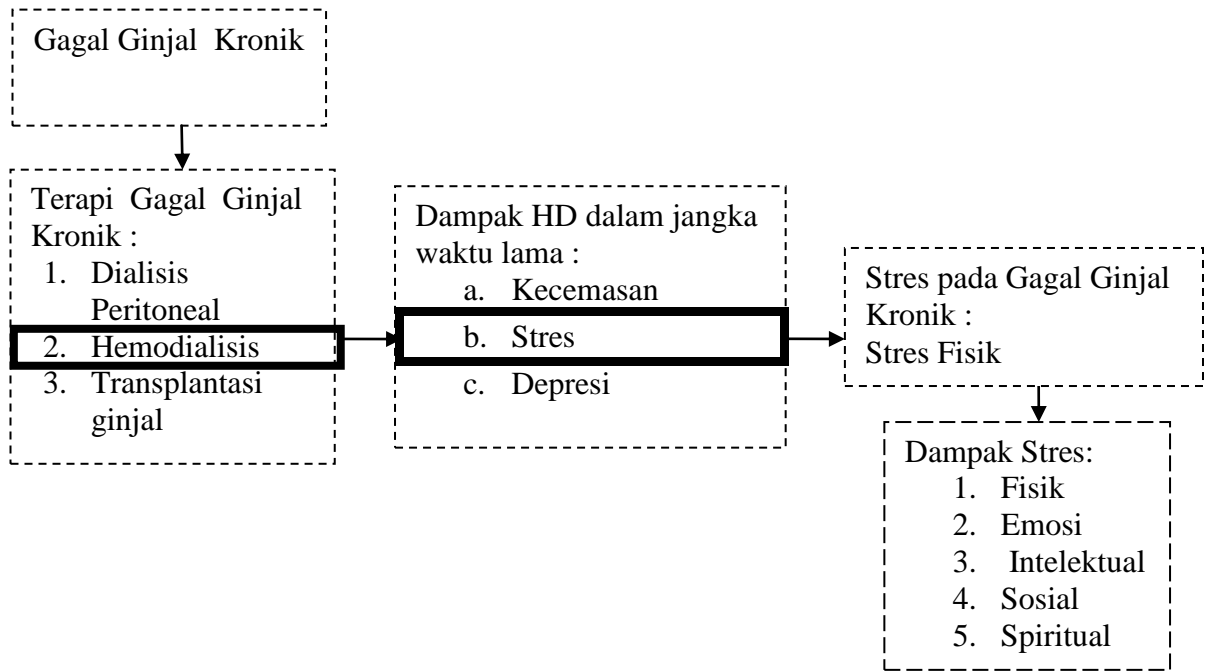 Gagal Ginjal Kronik
Terapi Gagal Ginjal
Kronik :
1. Dialisis
Peritoneal
2. Hemodialisis
3. Transplantasi
ginjal
Dampak HD dalam jangka
waktu lama :
a. Kecemasan
b. Stres
c. Depresi
Stres pada Gagal Ginjal
Kronik :
Stres Fisik
Dampak Stres:
1. Fisik
2. Emosi
3. Intelektual
4. Sosial
5. Spiritual